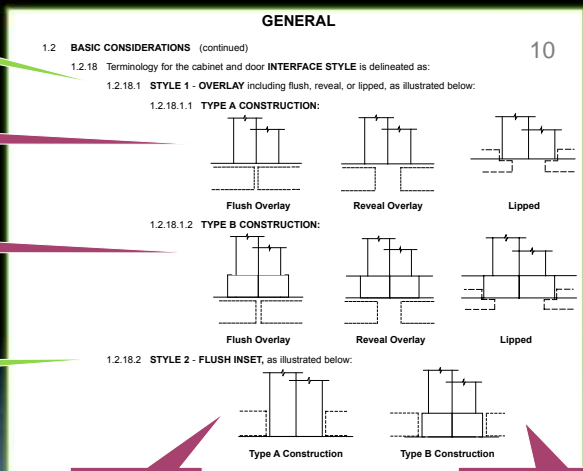 GENERAL
10
1.2 BASIC CONSIDERATIONS (continued)
1.2.18 Terminology for the cabinet and door INTERFACE STYLE is delineated as:
1.2.18.1 STYLE 1 - OVERLAY including flush, reveal, or lipped, as illustrated below:
1.2.18.1.1 TYPE A CONSTRUCTION:
Flush Overlay Reveal Overlay Lipped
1.2.18.1.2 TYPE B CONSTRUCTION:
Flush Overlay Reveal Overlay Lipped
1.2.18.2 STYLE 2 - FLUSH INSET, as illustrated below:
Type A Construction Type B Construction